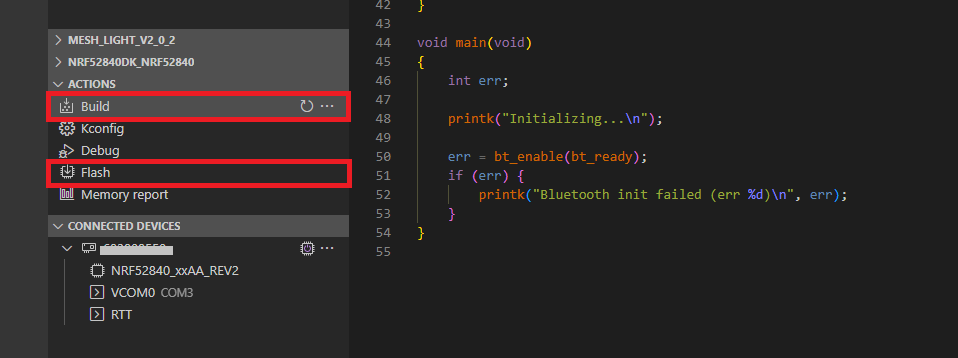 MESH_LIGHT_V2_0_2
NRF52840DK_NRF52840
ACTIONS
Build
Kconfig
Debug
Flash
Memory report
CONNECTED DEVICES
NRF52840_xxAA_REV2
VCOM0 COM3
RTT
42 }
43
44 void main(void)
45 {
46 int err;
47
48 printk("Initializing...\n");
49
50 err = bt_enable(bt_ready);
51 if (err) {
52 printk("Bluetooth init failed (err %d)\n", err);
53 }
54 }
55